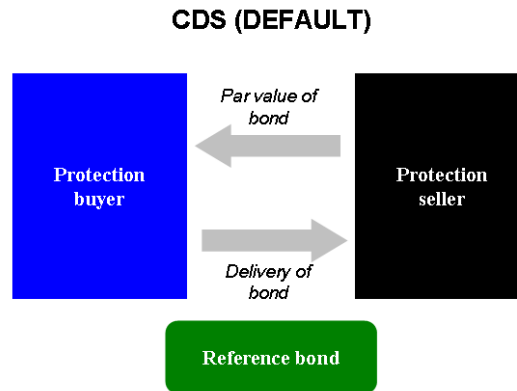 CDS (DEFAULT)
Par value of
bond
Protection
buyer
Protection
seller
Delivery of
bond
Reference bond